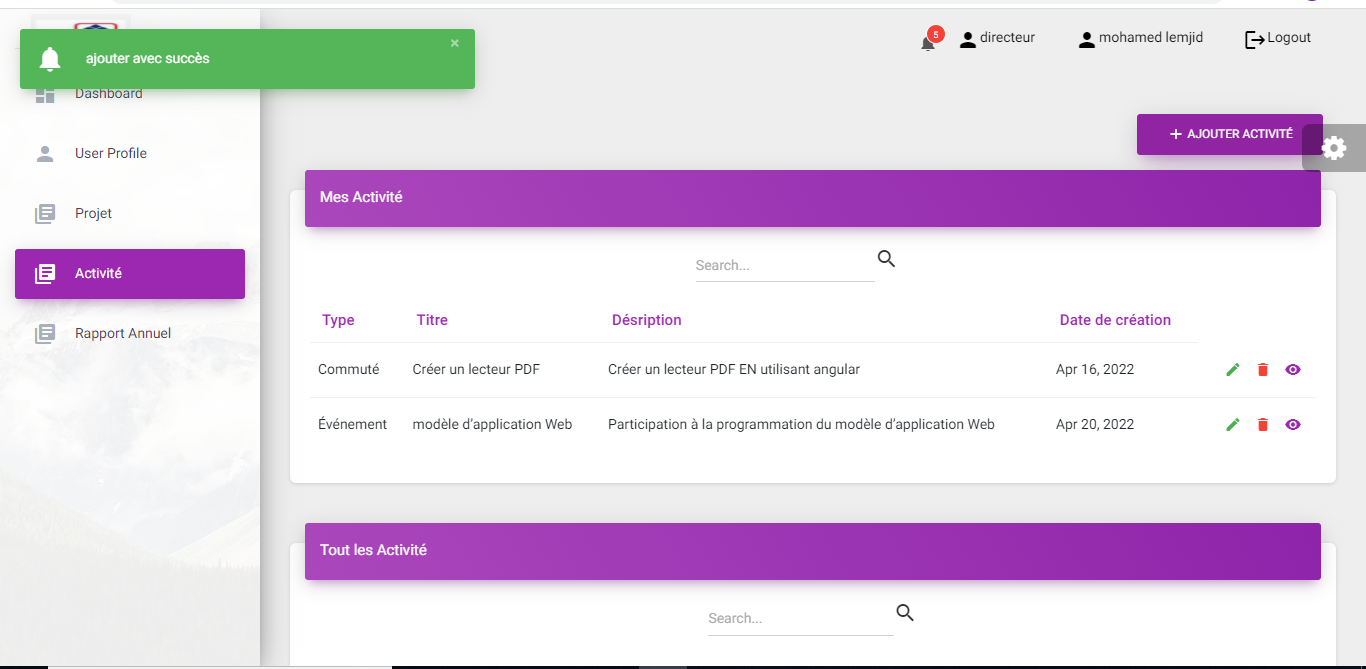 ajouter avec succès ×
5 directeur mohamed lemjid Logout
Dashboard
User Profile
Projet
Activité
Rapport Annuel
+ AJOUTER ACTIVITÉ
Mes Activité
Search...
Type Titre Désription Date de création
Commuté Créer un lecteur PDF Créer un lecteur PDF EN utilisant angular Apr 16, 2022
Événement modèle d'application Web Participation à la programmation du modèle d'application Web Apr 20, 2022
Tout les Activité
Search...